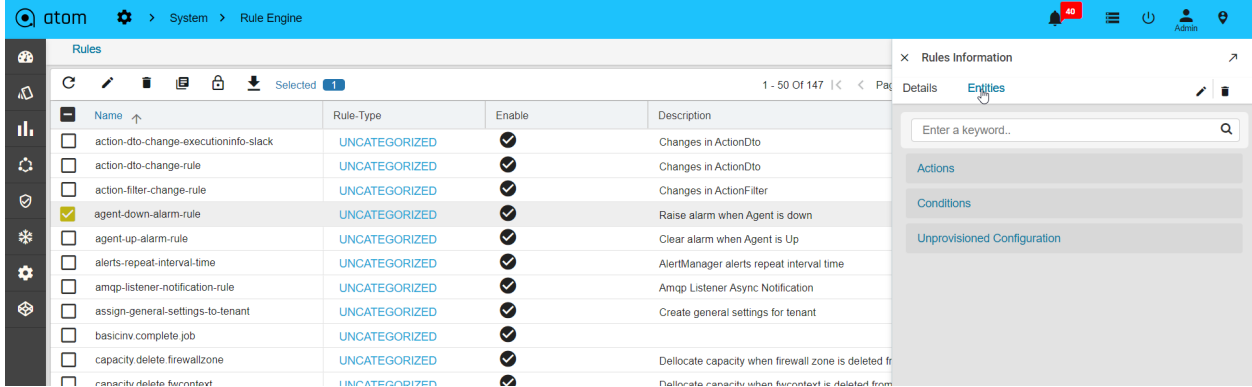 atom > System > Rule Engine 40 Admin
Rules
Selected 1 1 - 50 Of 147
Name Rule-Type Enable Description
action-dto-change-executioninfo-slack UNCATEGORIZED Changes in ActionDto
action-dto-change-rule UNCATEGORIZED Changes in ActionDto
action-filter-change-rule UNCATEGORIZED Changes in ActionFilter
agent-down-alarm-rule UNCATEGORIZED Raise alarm when Agent is down
agent-up-alarm-rule UNCATEGORIZED Clear alarm when Agent is Up
alerts-repeat-interval-time UNCATEGORIZED AlertManager alerts repeat interval time
amqp-listener-notification-rule UNCATEGORIZED Amqp Listener Async Notification
assign-general-settings-to-tenant UNCATEGORIZED Create general settings for tenant
basicinv.complete.job UNCATEGORIZED
capacity.delete.firewallzone UNCATEGORIZED Dellocate capacity when firewall zone is deleted
capacity.delete.fwcontext UNCATEGORIZED Dellocate capacity when fwcontext is deleted from
Rules Information
Details Entities
Enter a keyword..
Actions
Conditions
Unprovisioned Configuration